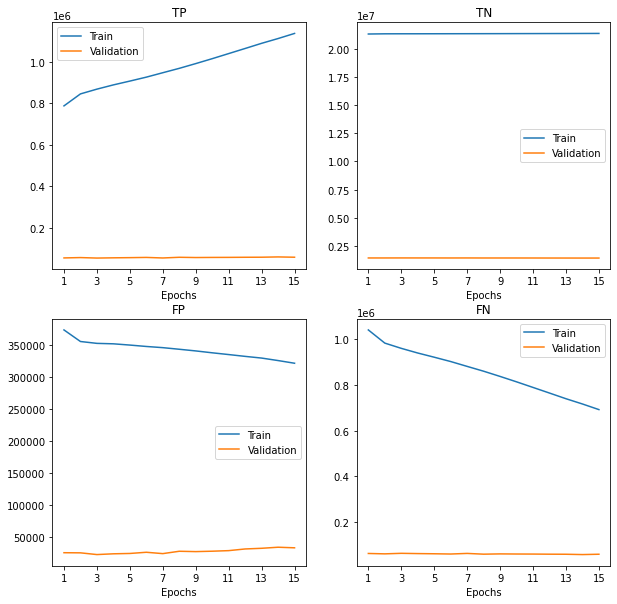 TP
1e6
Train
Validation
1.0
0.8
0.6
0.4
0.2
1 3 5 7 9 11 13 15
Epochs
TN
1e7
2.00
1.75
1.50
1.25
1.00
0.75
0.50
0.25
Train
Validation
1 3 5 7 9 11 13 15
Epochs
FP
350000
300000
250000
200000
150000
100000
50000
Train
Validation
1 3 5 7 9 11 13 15
Epochs
FN
1e6
Train
Validation
1.0
0.8
0.6
0.4
0.2
1 3 5 7 9 11 13 15
Epochs